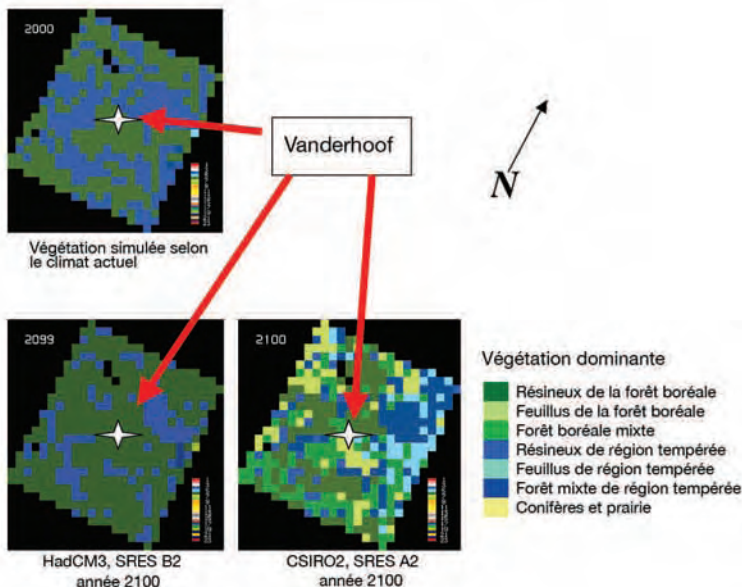 2000
Vanderhoof
N
Végétation simulée selon
le climat actuel
2099
2100
Végétation dominante
Résineux de la forêt boréale
Feuillus de la forêt boréale
Forêt boréale mixte
Résineux de région tempérée
Feuillus de région tempérée
Forêt mixte de région tempérée
Conifères et prairie
HadCM3, SRES B2
année 2100
CSIRO2, SRES A2
année 2100